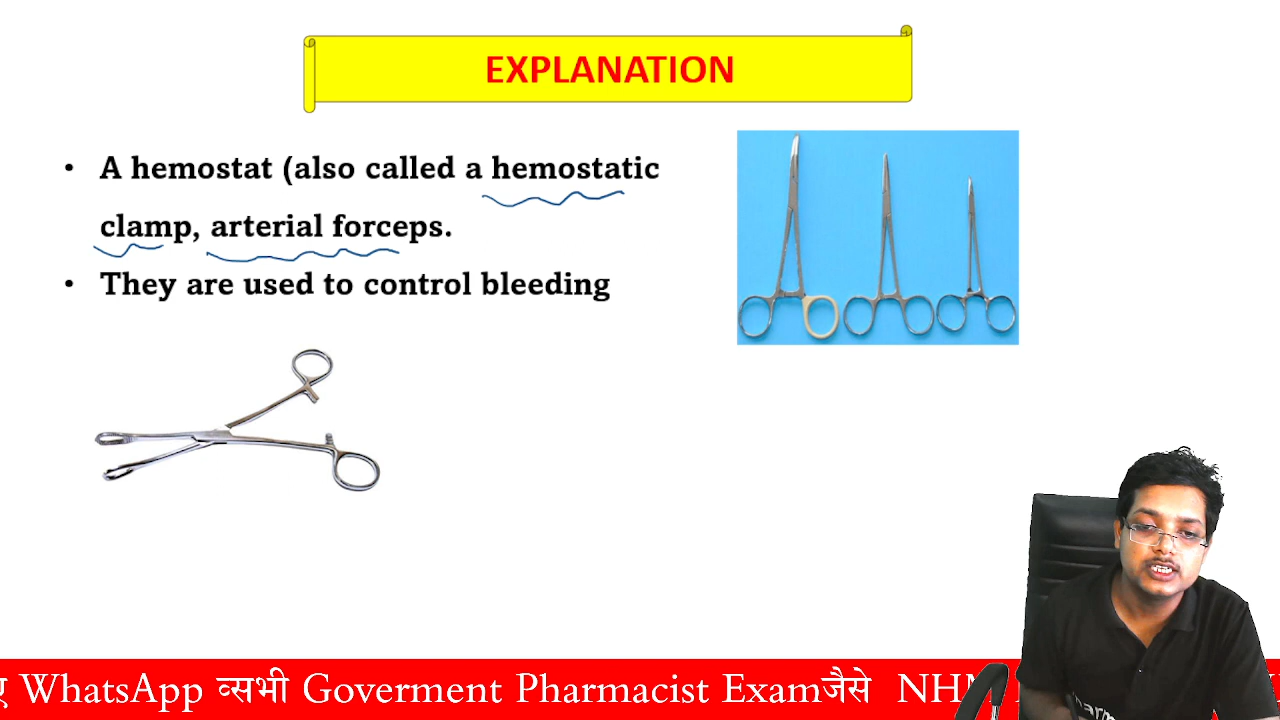 EXPLANATION
• A hemostat (also called a hemostatic
clamp, arterial forceps.
• They are used to control bleeding
WhatsApp व्सभी Goverment Pharmacist Examजैसे NHM